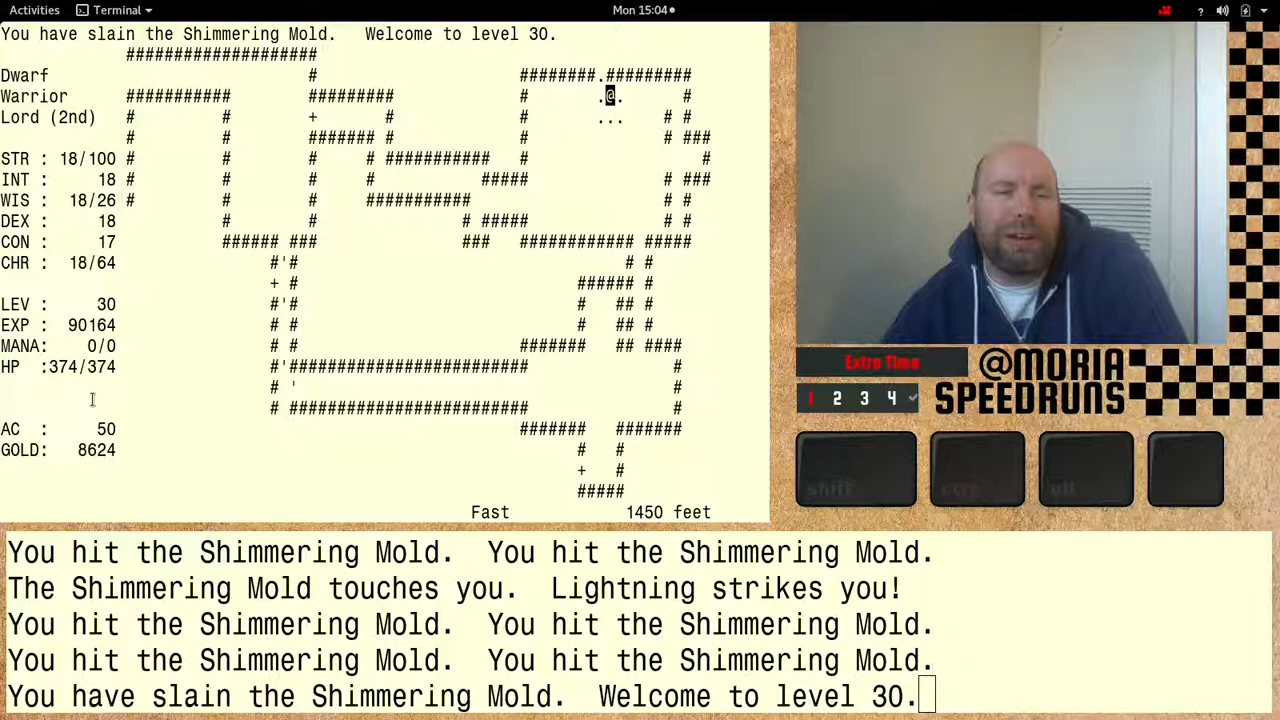 Activities Terminal Mon 15:04
You have slain the Shimmering Mold. Welcome to level 30.
####################
Dwarf # ########.#########
Warrior ########### ######### # .@. #
Lord (2nd) # # + # # ... # #
# # ####### # # # ###
STR : 18/100 # # # # ########### # #
INT : 18 # # # # ##### # ###
WIS : 18/26 # # # ########### # #
DEX : 18 # # # ##### # #
CON : 17 ###### ### ### ############ #####
CHR : 18/64 #'# # #
+ # ###### #
LEV : 30 #'# # ## #
EXP : 90164 # # # ## #
MANA: 0/0 # # ####### ## ####
HP :374/374 #'######################### #
# ' #
# ######################### #
AC : 50 ####### #######
GOLD: 8624 # #
+ #
#####
Fast 1450 feet
Extra Time
1 2 3 4
@MORIA
SPEEDRUNS
shift ctrl alt
You hit the Shimmering Mold. You hit the Shimmering Mold.
The Shimmering Mold touches you. Lightning strikes you!
You hit the Shimmering Mold. You hit the Shimmering Mold.
You hit the Shimmering Mold. You hit the Shimmering Mold.
You have slain the Shimmering Mold. Welcome to level 30.